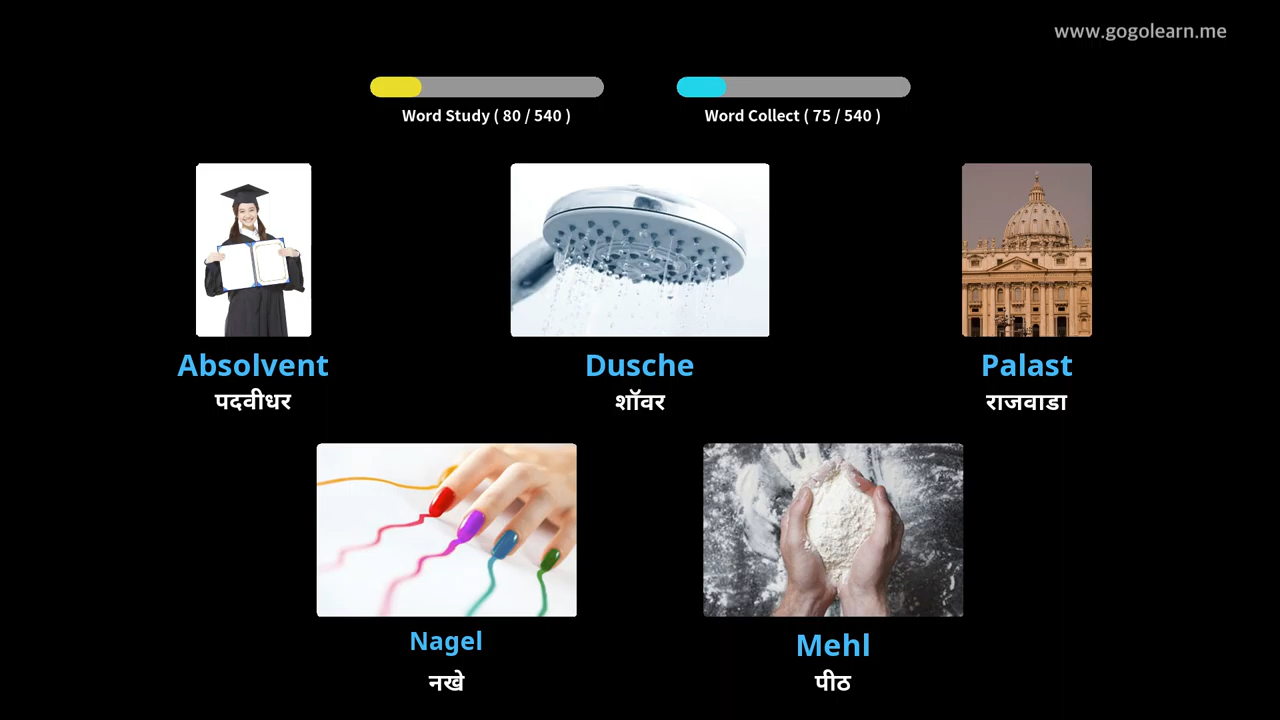 www.gogolearn.me
Word Study ( 80 / 540 )
Word Collect ( 75 / 540 )
Absolvent
पदवीधर
Dusche
शॉवर
Palast
राजवाडा
Nagel
नखे
Mehl
पीठ